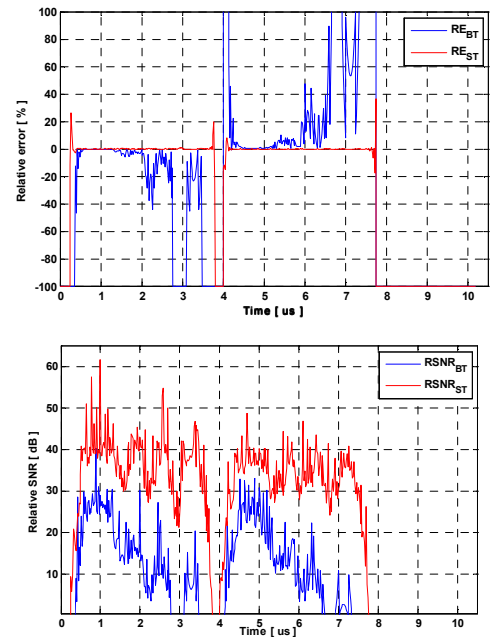 100
80
60
40
20
0
-20
-40
-60
-80
-100
Relative error [ % ]
RE_BT
RE_ST
0 1 2 3 4 5 6 7 8 9 10
Time [ us ]
60
50
40
30
20
10
Relative SNR [ dB ]
RSNR_BT
RSNR_ST
0 1 2 3 4 5 6 7 8 9 10
Time [ us ]